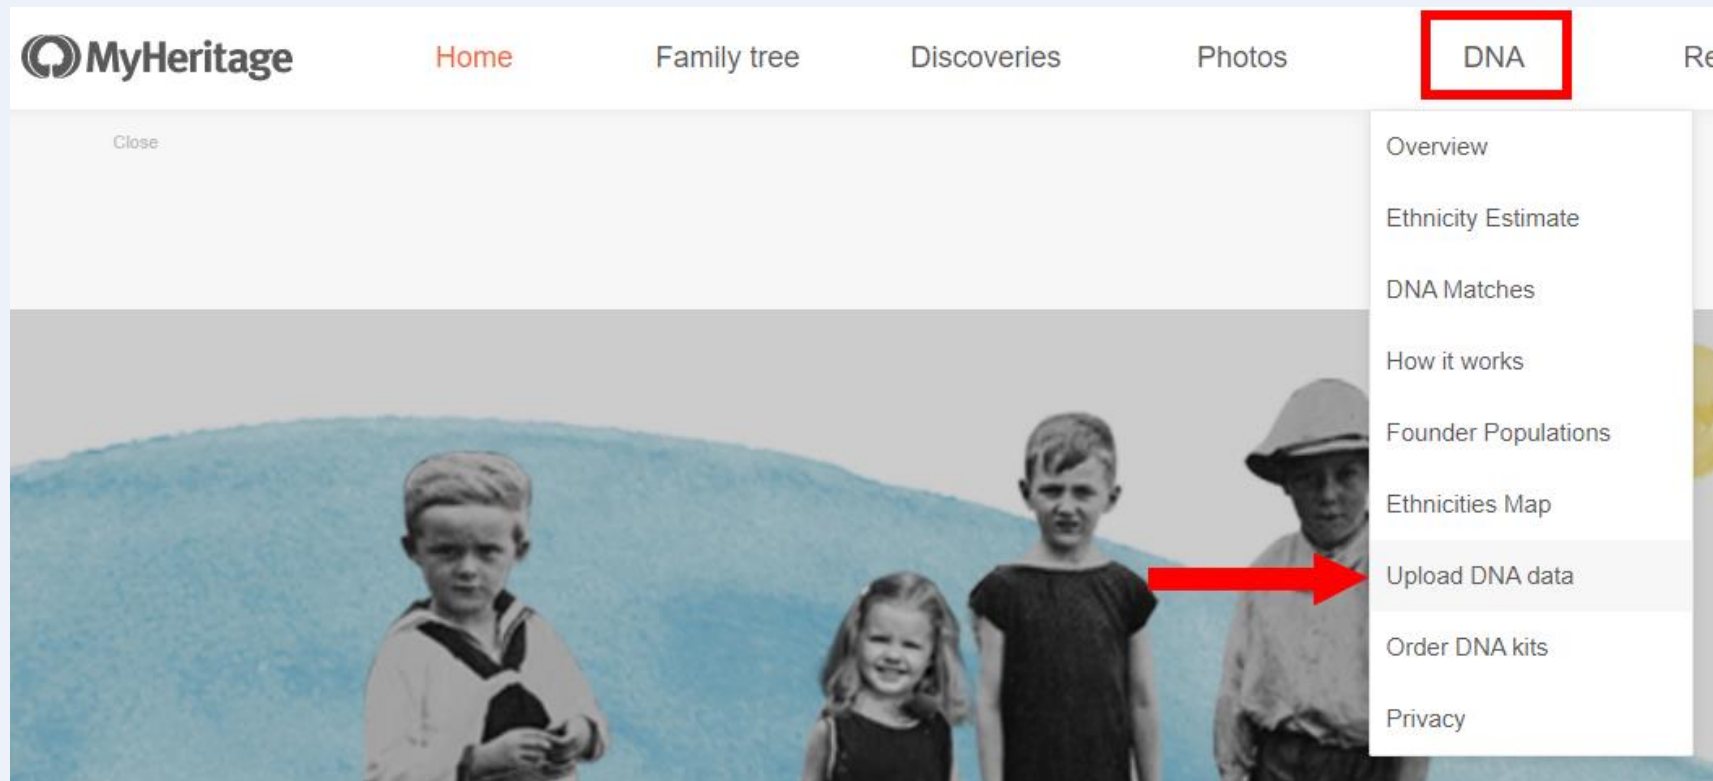 MyHeritage Home Family tree Discoveries Photos DNA Re
Close
Overview
Ethnicity Estimate
DNA Matches
How it works
Founder Populations
Ethnicities Map
Upload DNA data
Order DNA kits
Privacy